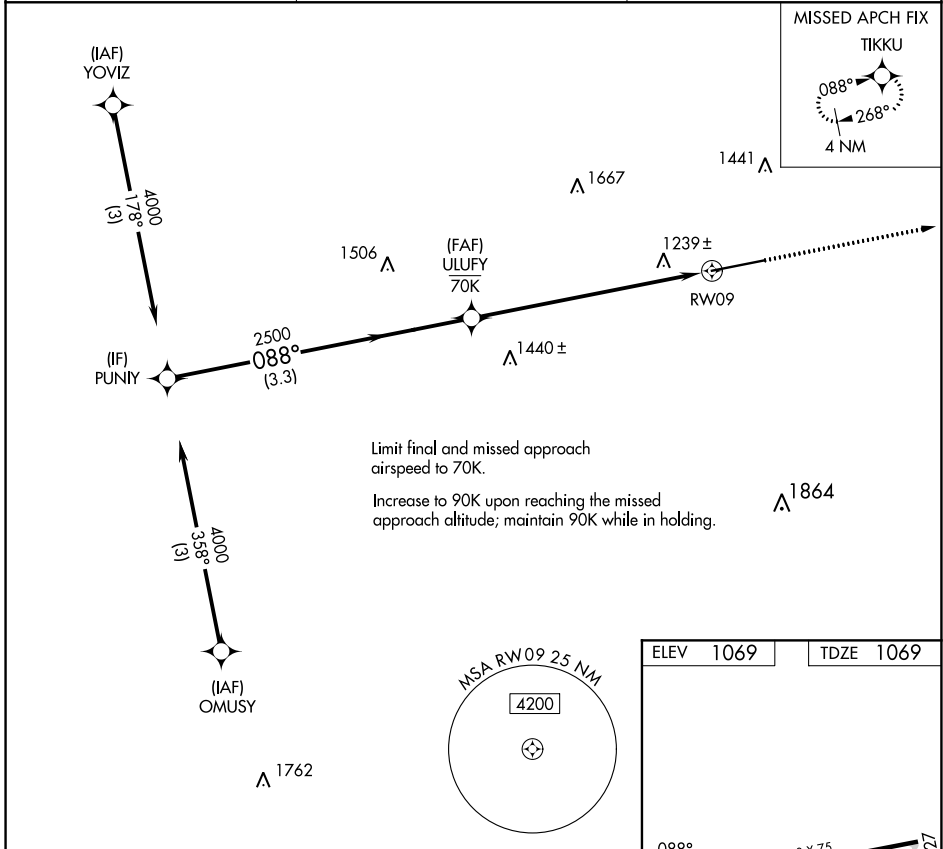 MISSED APCH FIX
TIKKU
088°
268°
4 NM
(IAF)
YOVIZ
4000
178°
(3)
1441
1667
1506
(FAF)
ULUFY
70K
1239 ±
RW09
2500
088°
(3.3)
(IF)
PUNIY
1440 ±
Limit final and missed approach
airspeed to 70K.
Increase to 90K upon reaching the missed
approach altitude; maintain 90K while in holding.
1864
4000
358°
(3)
(IAF)
OMUSY
1762
MSA RW09 25 NM
4200
ELEV 1069
TDZE 1069
088°
X 75
27